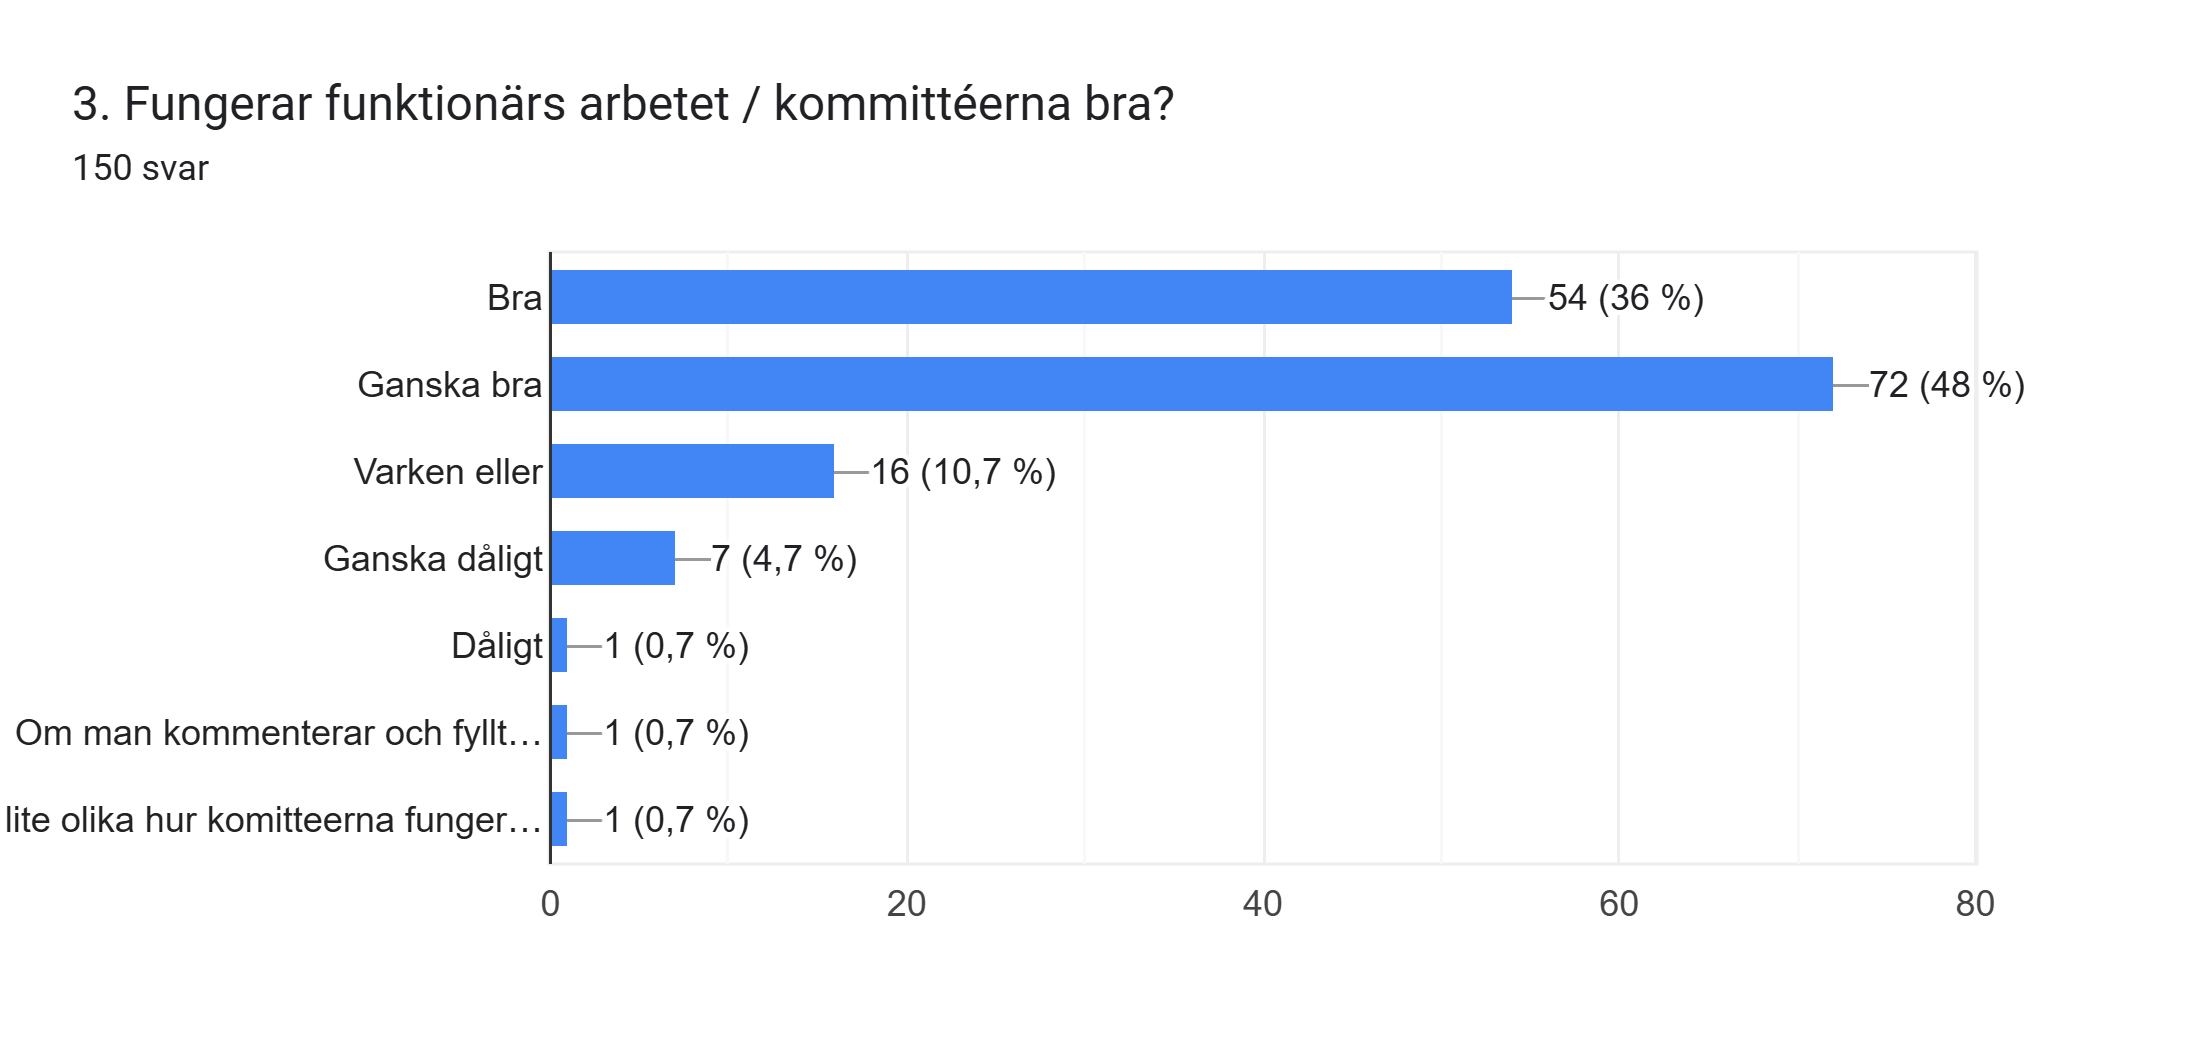 3. Fungerar funktionärs arbetet / kommittéerna bra?
150 svar
Bra 54 (36 %)
Ganska bra 72 (48 %)
Varken eller 16 (10,7 %)
Ganska dåligt 7 (4,7 %)
Dåligt 1 (0,7 %)
Om man kommenterar och fyllt… 1 (0,7 %)
lite olika hur komitteerna funger… 1 (0,7 %)
0 20 40 60 80